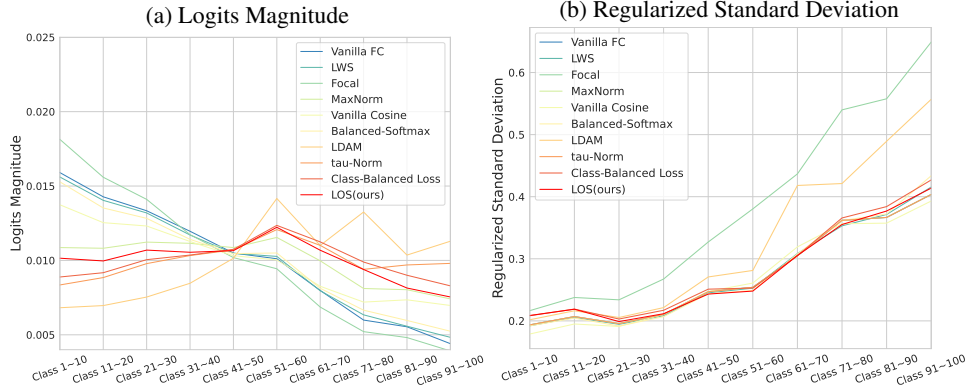 (a) Logits Magnitude
0.025
0.020
0.015
0.010
0.005
Logits Magnitude
Vanilla FC
LWS
Focal
MaxNorm
Vanilla Cosine
Balanced-Softmax
LDAM
tau-Norm
Class-Balanced Loss
LOS(ours)
Class 1~10
Class 11~20
Class 21~30
Class 31~40
Class 41~50
Class 51~60
Class 61~70
Class 71~80
Class 81~90
Class 91~100
(b) Regularized Standard Deviation
0.6
0.5
0.4
0.3
0.2
Regularized Standard Deviation
Vanilla FC
LWS
Focal
MaxNorm
Vanilla Cosine
Balanced-Softmax
LDAM
tau-Norm
Class-Balanced Loss
LOS(ours)
Class 1~10
Class 11~20
Class 21~30
Class 31~40
Class 41~50
Class 51~60
Class 61~70
Class 71~80
Class 81~90
Class 91~100